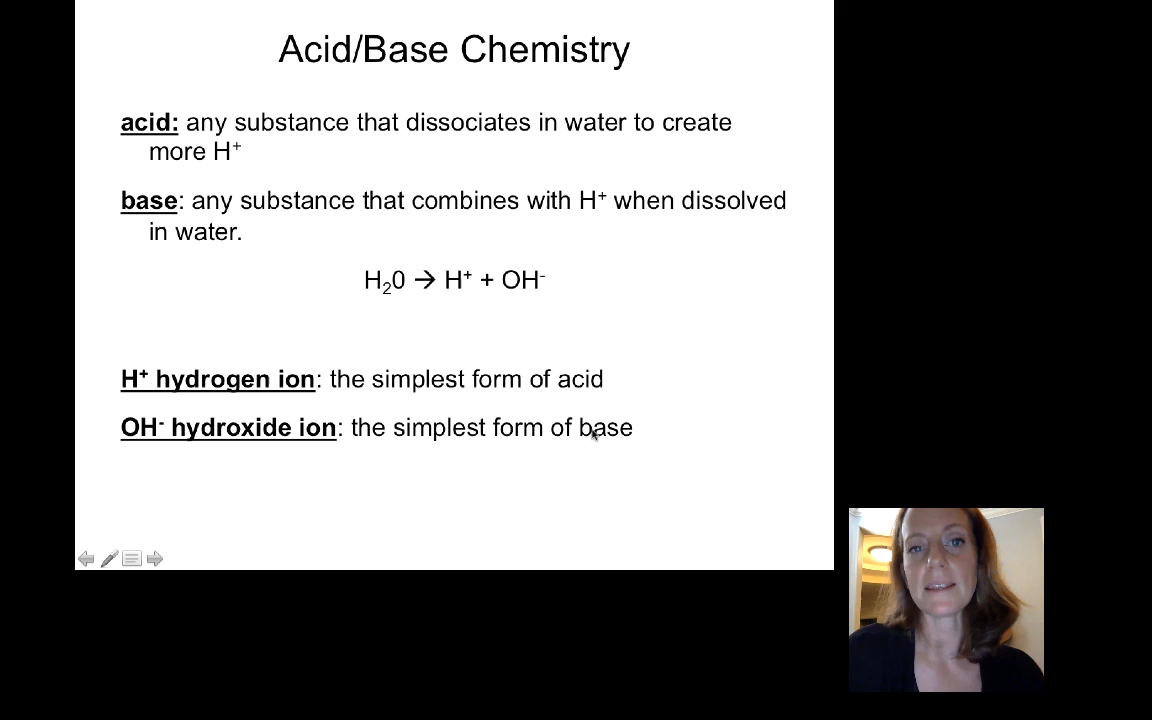 Acid/Base Chemistry
acid: any substance that dissociates in water to create
more H⁺
base: any substance that combines with H⁺ when dissolved
in water.
H₂0 → H⁺ + OH⁻
H⁺ hydrogen ion: the simplest form of acid
OH⁻ hydroxide ion: the simplest form of base